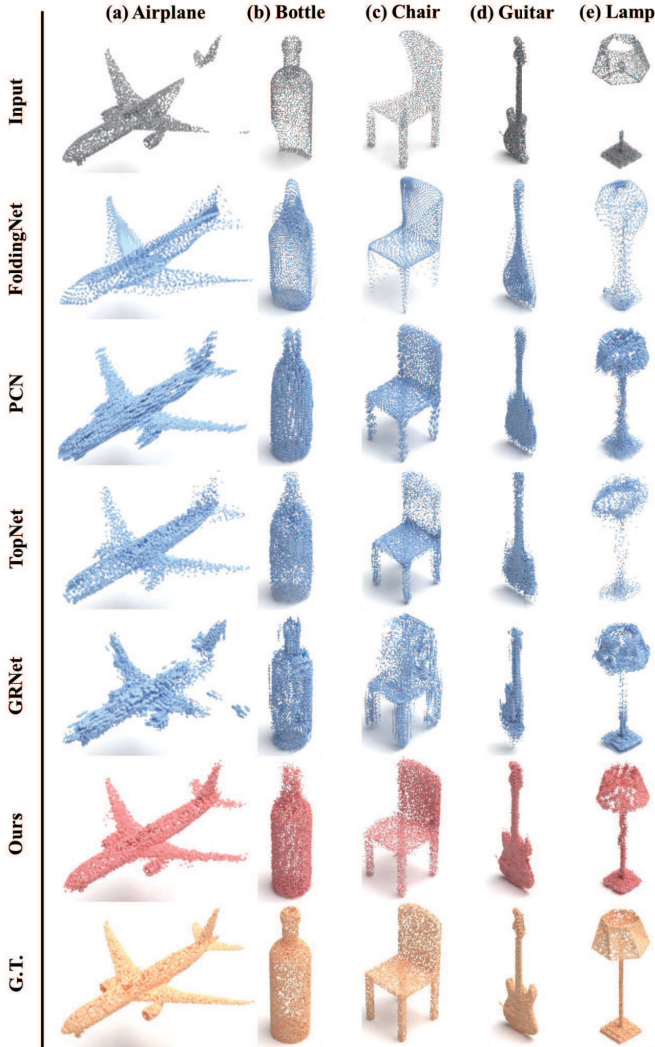 (a) Airplane (b) Bottle (c) Chair (d) Guitar (e) Lamp
Input
FoldingNet
PCN
TopNet
GRNet
Ours
G.T.